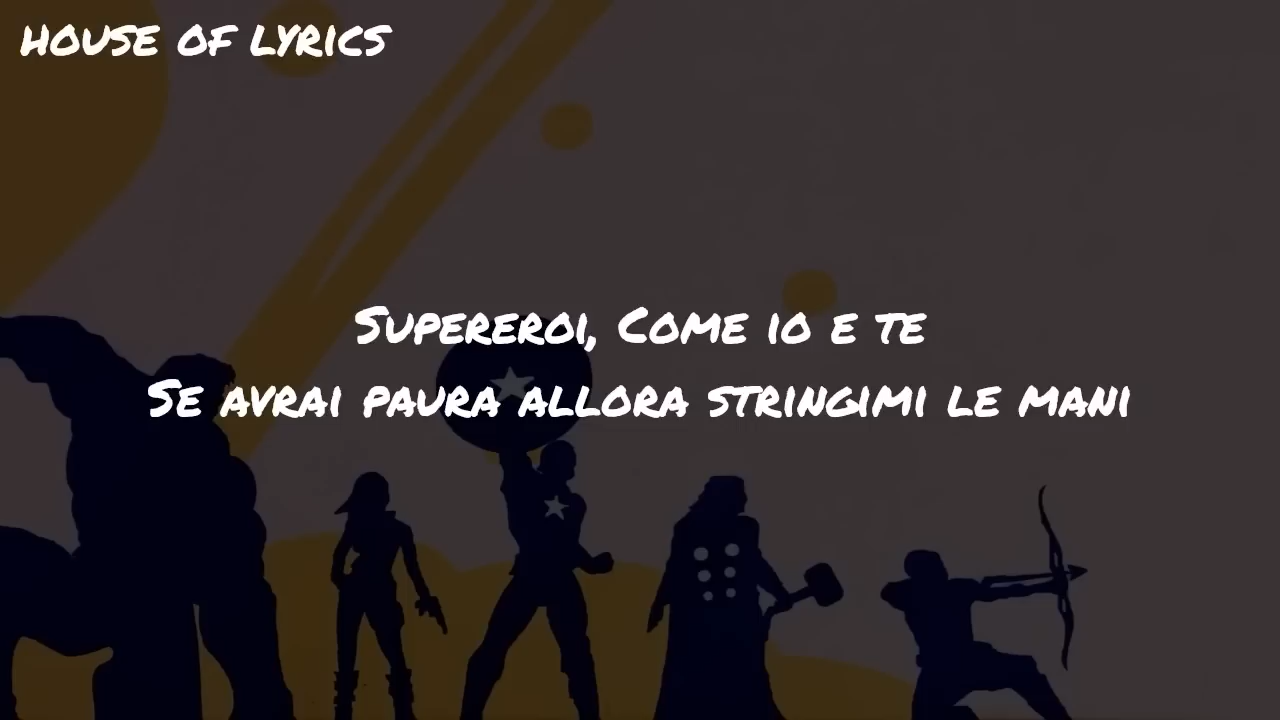 HOUSE OF LYRICS
Supereroi, Come io e te
Se avrai paura allora stringimi le mani